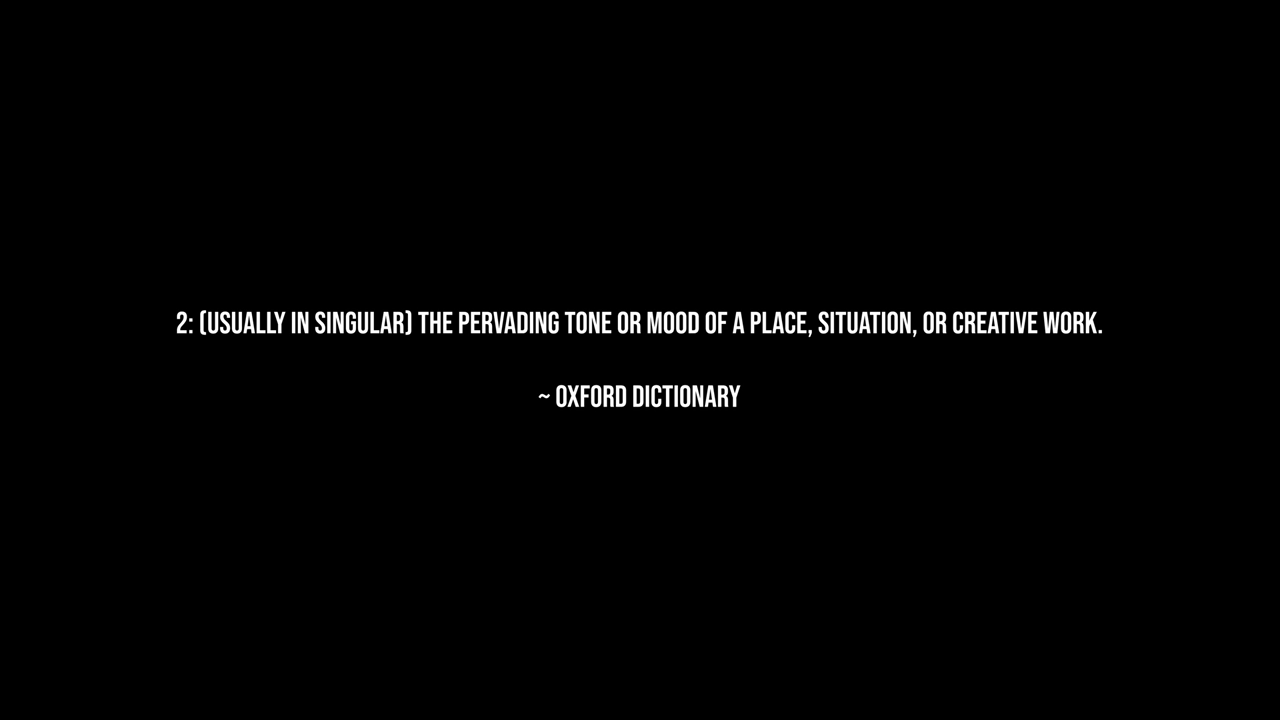 2: (USUALLY IN SINGULAR) THE PERVADING TONE OR MOOD OF A PLACE, SITUATION, OR CREATIVE WORK.
~ OXFORD DICTIONARY